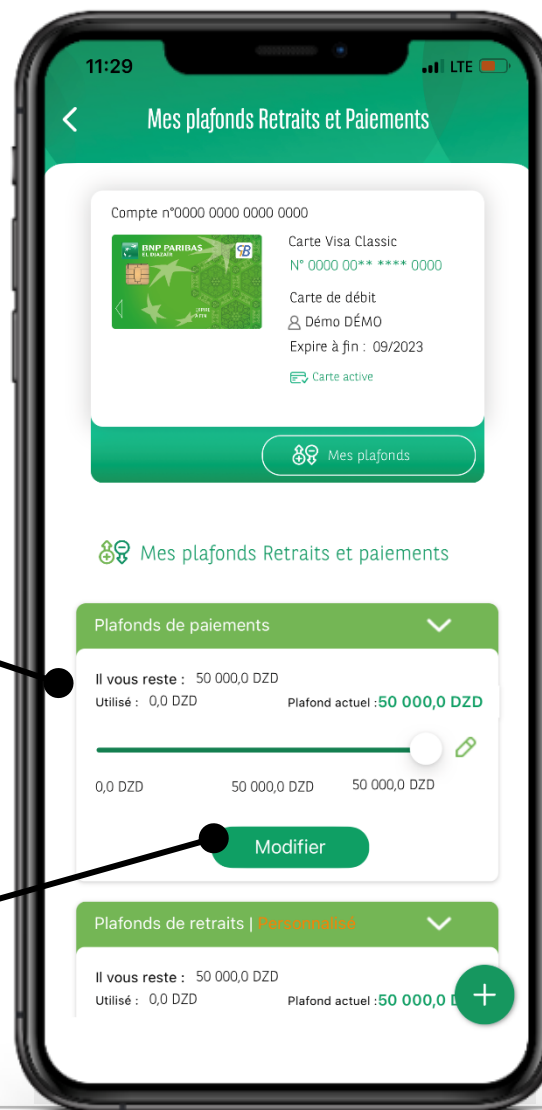 11:29
LTE
Mes plafonds Retraits et Paiements
Compte n°0000 0000 0000 0000
BNP PARIBAS
EL DJAZAÏR
Carte Visa Classic
N° 0000 00** **** 0000
Carte de débit
Démo DÉMO
Expire à fin : 09/2023
Carte active
Mes plafonds
Mes plafonds Retraits et paiements
Plafonds de paiements
Il vous reste : 50 000,0 DZD
Utilisé : 0,0 DZD Plafond actuel :50 000,0 DZD
0,0 DZD 50 000,0 DZD 50 000,0 DZD
Modifier
Plafonds de retraits | Personnalisé
Il vous reste : 50 000,0 DZD
Utilisé : 0,0 DZD Plafond actuel :50 000,0